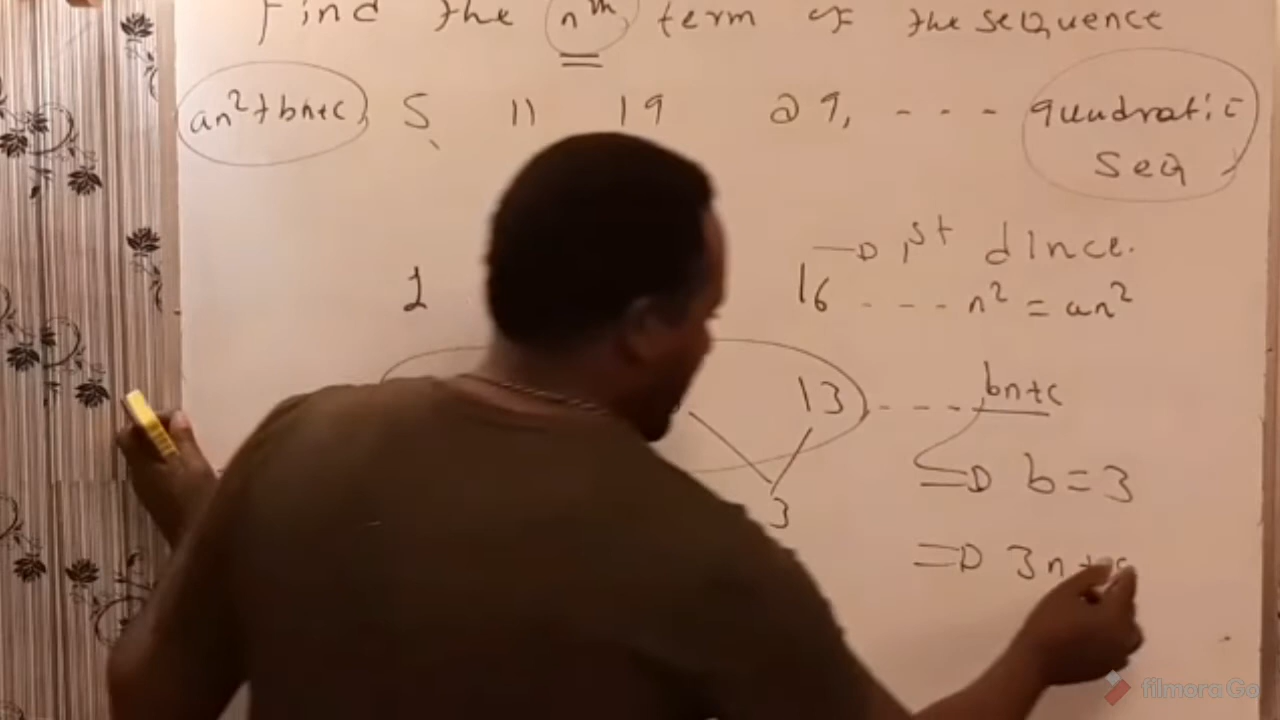 Find the nth term of the sequence
an²+bn+c, 5 11 19 29, - - - quadratic
seq
1st dince.
1 16 - - - n² = an²
13 - - - - bn+c
b = 3
3
3n+c
filmora Go